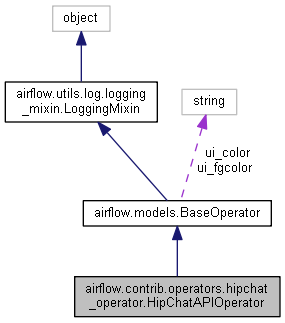 object
airflow.utils.log.logging
_mixin.LoggingMixin
string
ui_color
ui_fgcolor
airflow.models.BaseOperator
airflow.contrib.operators.hipchat
_operator.HipChatAPIOperator